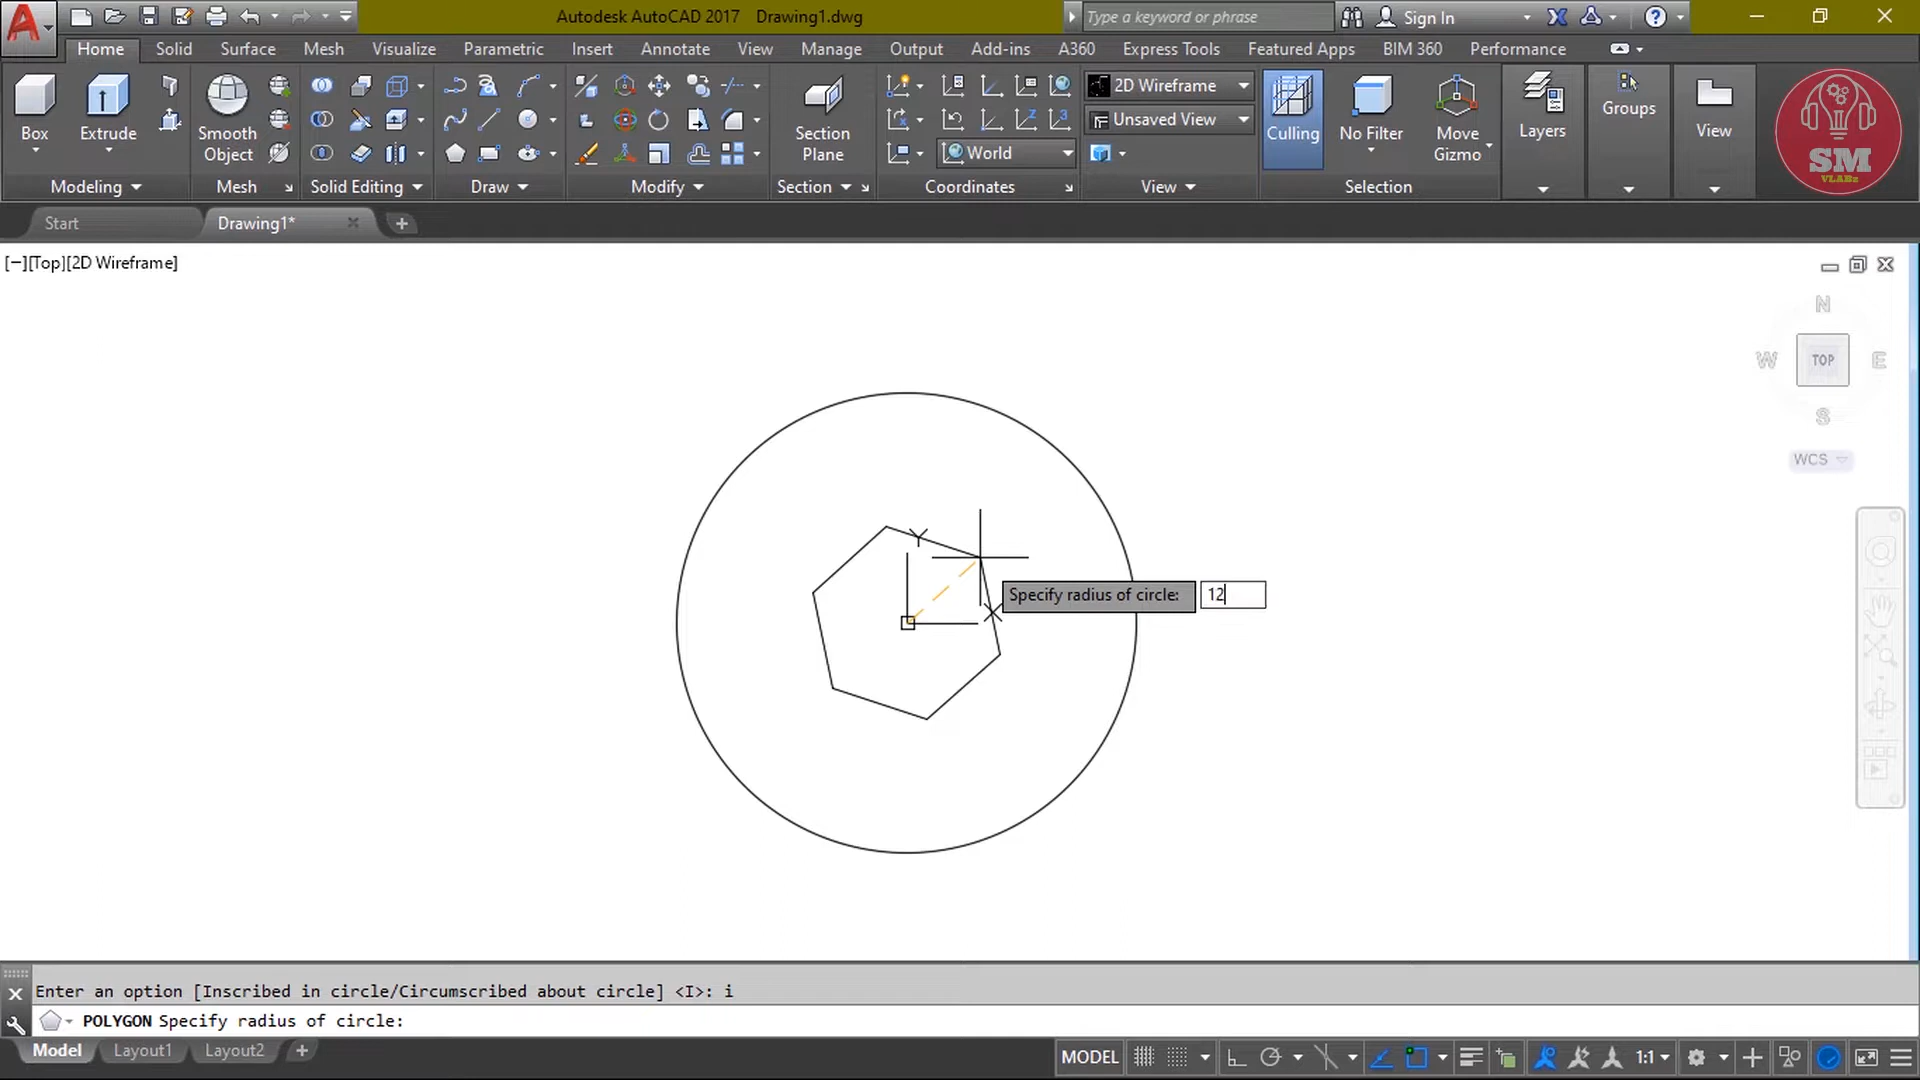 Autodesk AutoCAD 2017 Drawing1.dwg
Type a keyword or phrase
Sign In
Home Solid Surface Mesh Visualize Parametric Insert Annotate View Manage Output Add-ins A360 Express Tools Featured Apps BIM 360 Performance
Box
Extrude
Smooth Object
Section Plane
World
2D Wireframe
Unsaved View
Culling
No Filter
Move Gizmo
Layers
Groups
View
SM
VLABz
Modeling Mesh Solid Editing Draw Modify Section Coordinates View Selection
Start Drawing1*
[−][Top][2D Wireframe]
N
W TOP E
S
WCS
Y
X
Specify radius of circle: 12
Enter an option [Inscribed in circle/Circumscribed about circle] <I>: i
POLYGON Specify radius of circle:
Model Layout1 Layout2
MODEL 1:1